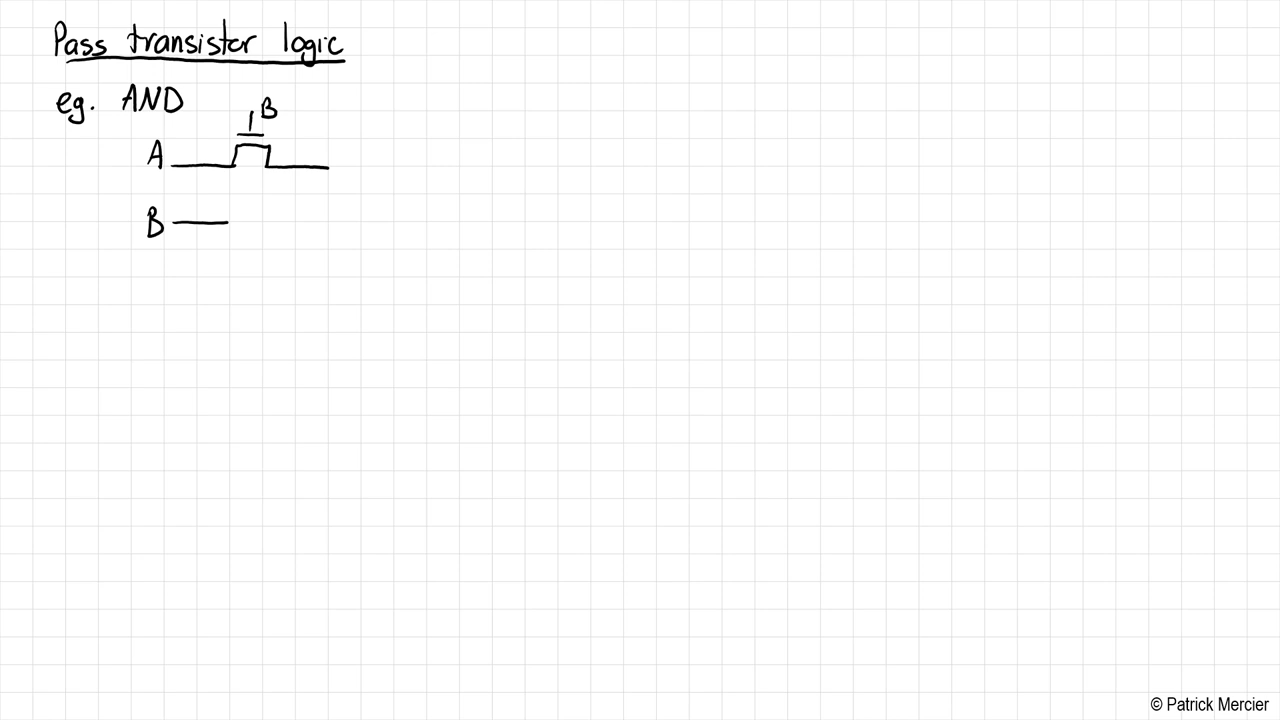 Pass transistor logic
eg. AND
B
A
B
© Patrick Mercier